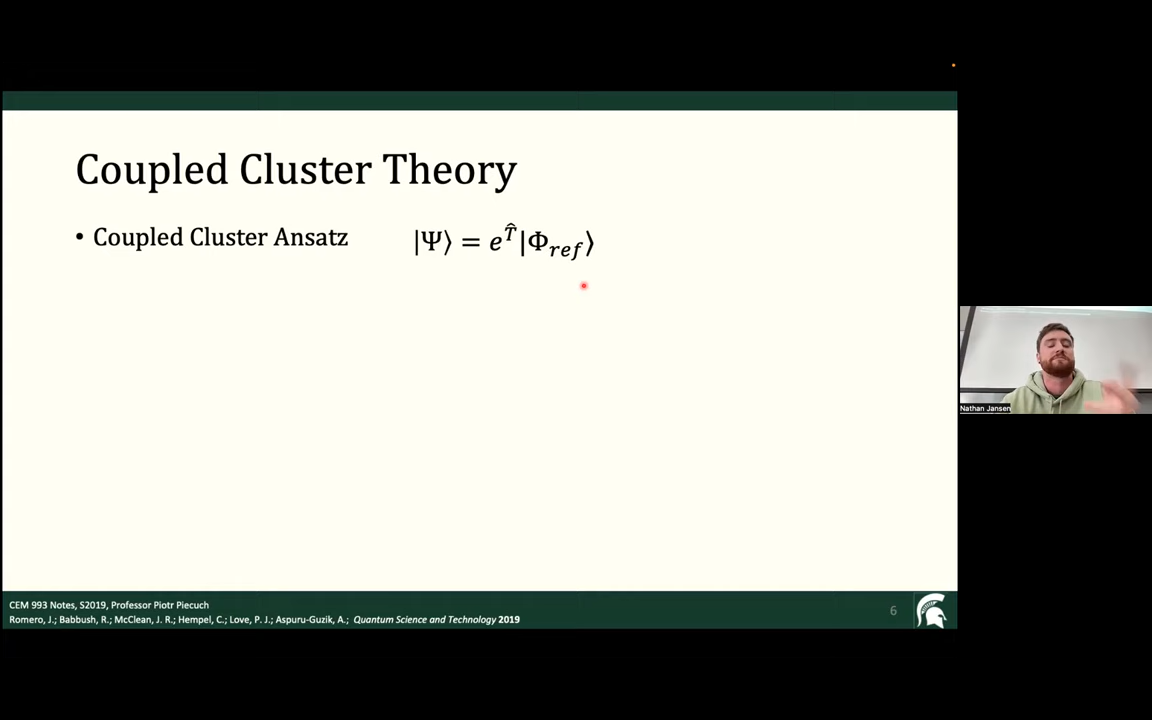 Coupled Cluster Theory
• Coupled Cluster Ansatz |Ψ⟩ = e^T̂|Φ_ref⟩
Nathan Jansen
CEM 993 Notes, S2019, Professor Piotr Piecuch
Romero, J.; Babbush, R.; McClean, J. R.; Hempel, C.; Love, P. J.; Aspuru-Guzik, A.; Quantum Science and Technology 2019
6